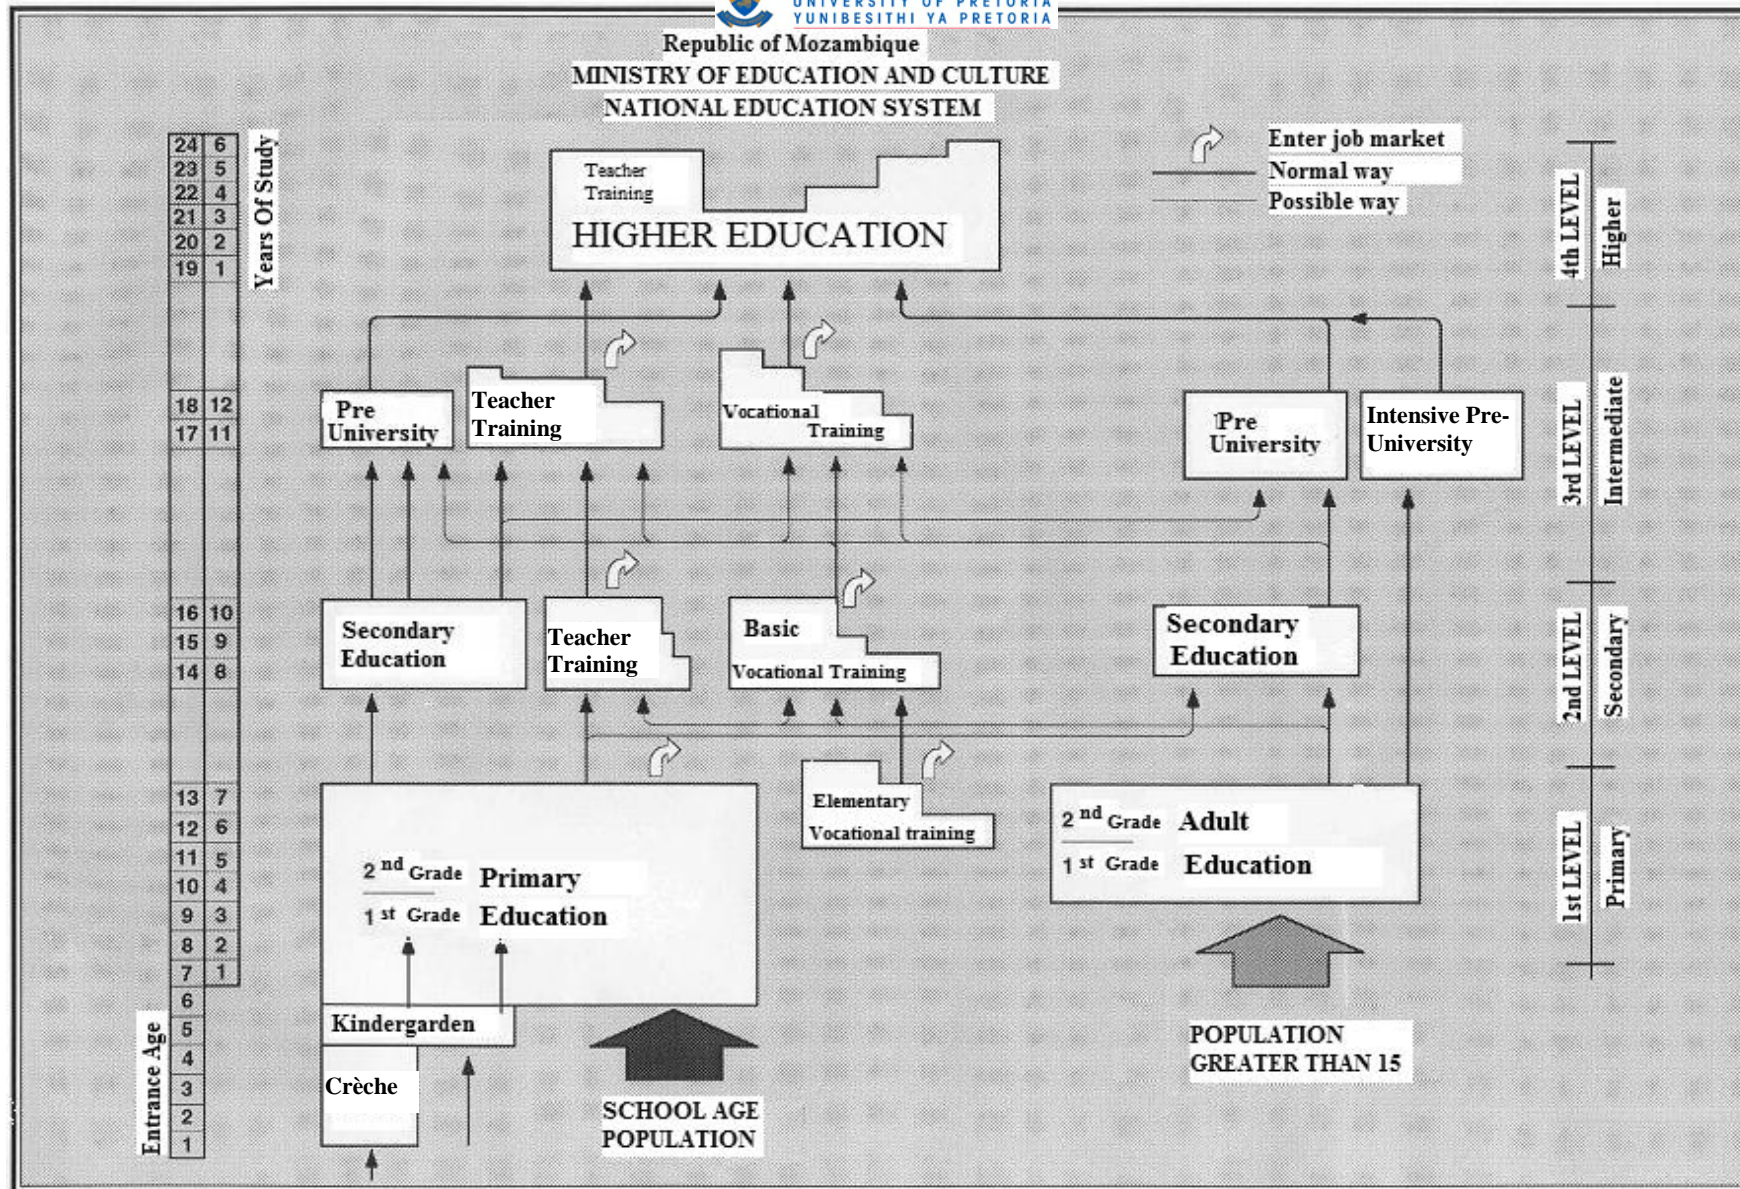 UNIVERSITY OF PRETORIA
YUNIBESITHI YA PRETORIA
Republic of Mozambique
MINISTRY OF EDUCATION AND CULTURE
NATIONAL EDUCATION SYSTEM
Enter job market
Normal way
Possible way
Years Of Study
24 6
23 5
22 4
21 3
20 2
19 1
Teacher
Training
HIGHER EDUCATION
4th LEVEL
Higher
18 12
17 11
Pre
University
Teacher
Training
Vocational
Training
Pre
University
Intensive Pre-
University
3rd LEVEL
Intermediate
16 10
15 9
14 8
Secondary
Education
Teacher
Training
Basic
Vocational Training
Secondary
Education
2nd LEVEL
Secondary
13 7
12 6
11 5
10 4
9 3
8 2
7 1
6
5
4
3
2
1
Entrance Age
2 nd Grade Primary
1 st Grade Education
Elementary
Vocational training
2 nd Grade Adult
1 st Grade Education
1st LEVEL
Primary
Kindergarden
Crèche
SCHOOL AGE
POPULATION
POPULATION
GREATER THAN 15